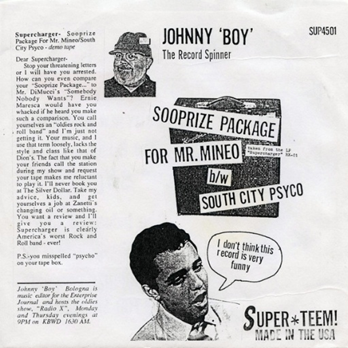 Supercharger- Sooprize
Package For Mr. Mineo/South
City Psyco - demo tape
Dear Supercharger-
Stop your threatening letters
or I will have you arrested.
How can even compare
your "Sooprize Package..." to
Mr. DiMucci's "Somebody
Nobody Wants"? Ernie
Maresca would have you
whacked if he heard you make
such a comparison. You call
yourselves an "oldies rock and
roll band" and I'm just not
getting it. Your music, and I
use that term loosely, lacks the
style and class like that of
Dion's. The fact that you make
your friends call the station
during my show and request
your tape makes me reluctant
to play it. I'll never book you
at The Silver Dollar. Take my
advice, kids, and get
yourselves a job at Zanetti's
changing oil or something.
You want a review and I'll
give you a review:
Supercharger is clearly
America's worst Rock and
Roll band - ever!
P.S.-you misspelled "psycho"
on your tape box.
Johnny 'Boy' Bologna is
music editor for the Enterprise
Journal and hosts the oldies
show, "Radio X", Monday
and Thursday evenings at
9PM on KBWD 1630 AM.
JOHNNY 'BOY'
The Record Spinner
SUP4501
SOOPRIZE PACKAGE
FOR MR. MINEO
taken from the LP
"Supercharger"
b/w
SOUTH CITY PSYCO
I don't think this
record is very
funny
SUPER*TEEM!
MADE IN THE USA